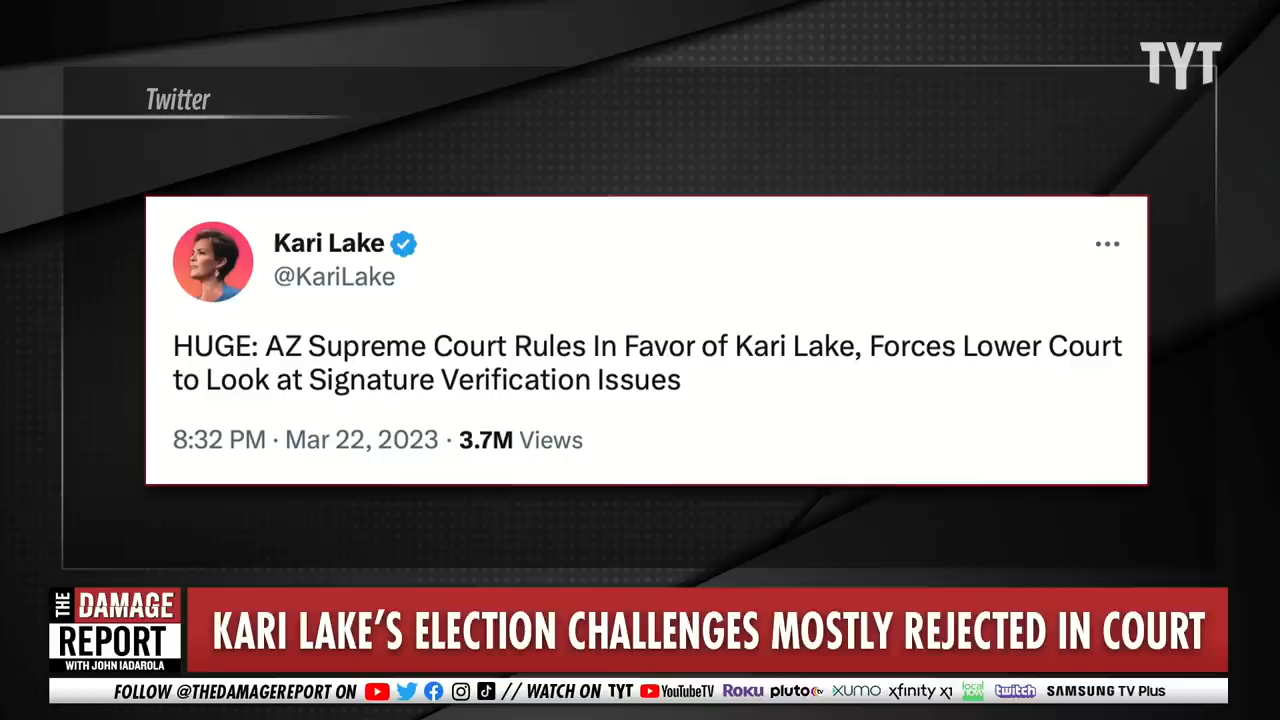 TYT
Twitter
Kari Lake
@KariLake
HUGE: AZ Supreme Court Rules In Favor of Kari Lake, Forces Lower Court
to Look at Signature Verification Issues
8:32 PM · Mar 22, 2023 · 3.7M Views
THE DAMAGE
REPORT
WITH JOHN IADAROLA
KARI LAKE'S ELECTION CHALLENGES MOSTLY REJECTED IN COURT
FOLLOW @THEDAMAGEREPORT ON // WATCH ON TYT YouTubeTV ROKU pluto tv XUMO xfinity x1 local now twitch SAMSUNG TV Plus